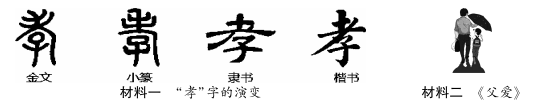 孝 孝 孝 孝
金文 小篆 隶书 楷书
材料一 “孝”字的演变 材料二 《父爱》